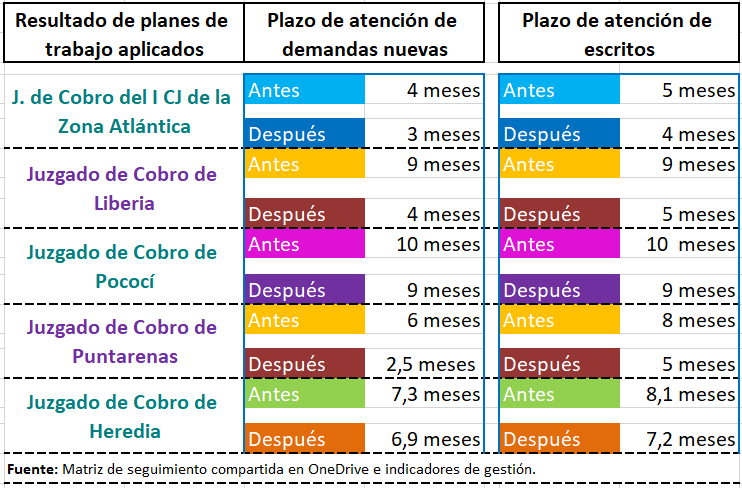 Resultado de planes de trabajo aplicados | Plazo de atención de demandas nuevas | Plazo de atención de escritos
J. de Cobro del I CJ de la Zona Atlántica
Antes 4 meses Antes 5 meses
Después 3 meses Después 4 meses
Juzgado de Cobro de Liberia
Antes 9 meses Antes 9 meses
Después 4 meses Después 5 meses
Juzgado de Cobro de Pococí
Antes 10 meses Antes 10 meses
Después 9 meses Después 9 meses
Juzgado de Cobro de Puntarenas
Antes 6 meses Antes 8 meses
Después 2,5 meses Después 5 meses
Juzgado de Cobro de Heredia
Antes 7,3 meses Antes 8,1 meses
Después 6,9 meses Después 7,2 meses
Fuente: Matriz de seguimiento compartida en OneDrive e indicadores de gestión.